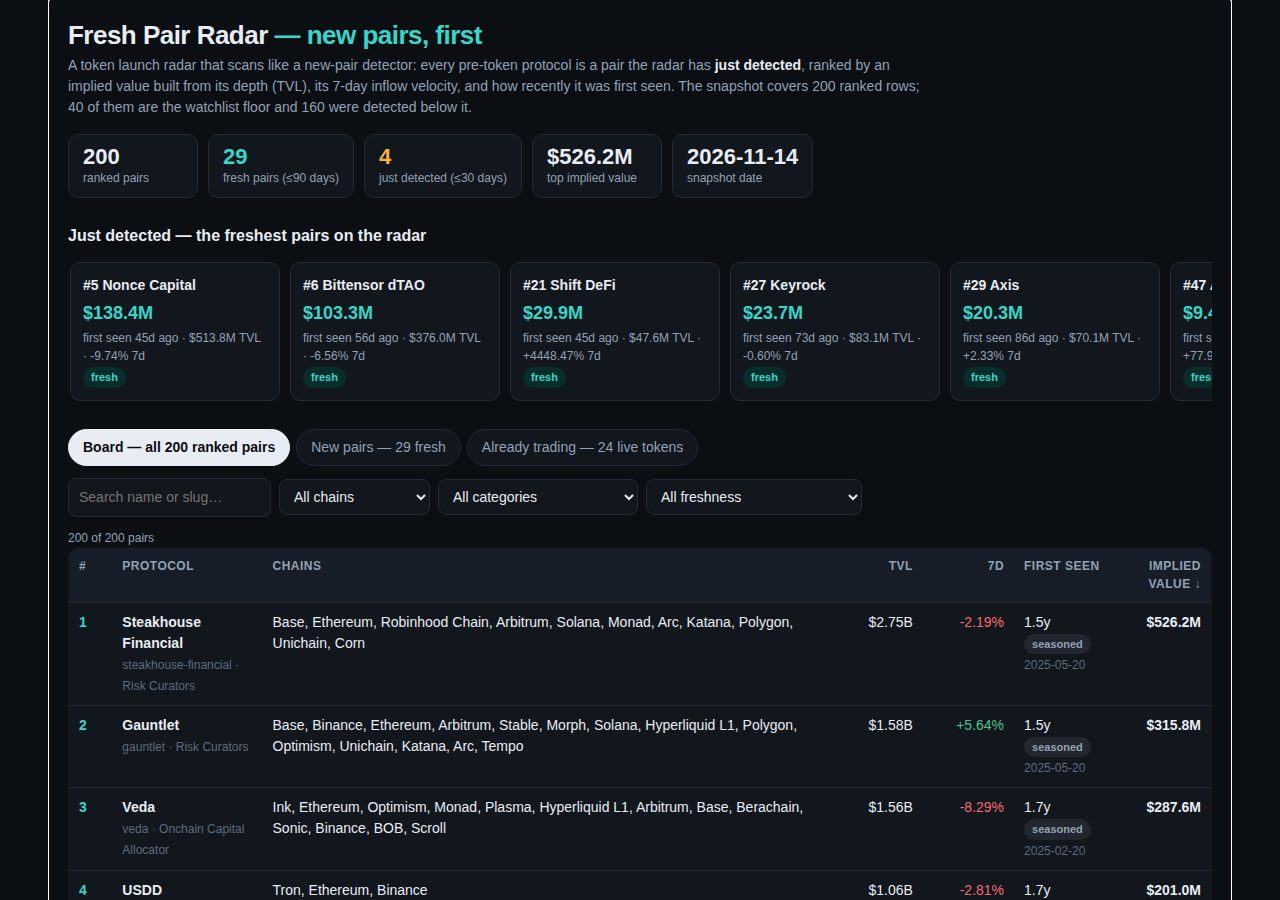 Fresh Pair Radar — new pairs, first
A token launch radar that scans like a new-pair detector: every pre-token protocol is a pair the radar has just detected, ranked by an
implied value built from its depth (TVL), its 7-day inflow velocity, and how recently it was first seen. The snapshot covers 200 ranked rows;
40 of them are the watchlist floor and 160 were detected below it.
200
ranked pairs
29
fresh pairs (≤90 days)
4
just detected (≤30 days)
$526.2M
top implied value
2026-11-14
snapshot date
Just detected — the freshest pairs on the radar
#5 Nonce Capital
$138.4M
first seen 45d ago · $513.8M TVL
· -9.74% 7d
fresh
#6 Bittensor dTAO
$103.3M
first seen 56d ago · $376.0M TVL
· -6.56% 7d
fresh
#21 Shift DeFi
$29.9M
first seen 45d ago · $47.6M TVL ·
+4448.47% 7d
fresh
#27 Keyrock
$23.7M
first seen 73d ago · $83.1M TVL ·
-0.60% 7d
fresh
#29 Axis
$20.3M
first seen 86d ago · $70.1M TVL ·
+2.33% 7d
fresh
#47
$9.4
first s
+77.9
fres
Board — all 200 ranked pairs
New pairs — 29 fresh
Already trading — 24 live tokens
Search name or slug…
All chains
All categories
All freshness
200 of 200 pairs
# PROTOCOL CHAINS TVL 7D FIRST SEEN IMPLIED
VALUE ↓
1 Steakhouse Base, Ethereum, Robinhood Chain, Arbitrum, Solana, Monad, Arc, Katana, Polygon, $2.75B -2.19% 1.5y $526.2M
Financial Unichain, Corn seasoned
steakhouse-financial · 2025-05-20
Risk Curators
2 Gauntlet Base, Binance, Ethereum, Arbitrum, Stable, Morph, Solana, Hyperliquid L1, Polygon, $1.58B +5.64% 1.5y $315.8M
gauntlet · Risk Curators Optimism, Unichain, Katana, Arc, Tempo seasoned
2025-05-20
3 Veda Ink, Ethereum, Optimism, Monad, Plasma, Hyperliquid L1, Arbitrum, Base, Berachain, $1.56B -8.29% 1.7y $287.6M
veda · Onchain Capital Sonic, Binance, BOB, Scroll seasoned
Allocator 2025-02-20
4 USDD Tron, Ethereum, Binance $1.06B -2.81% 1.7y $201.0M